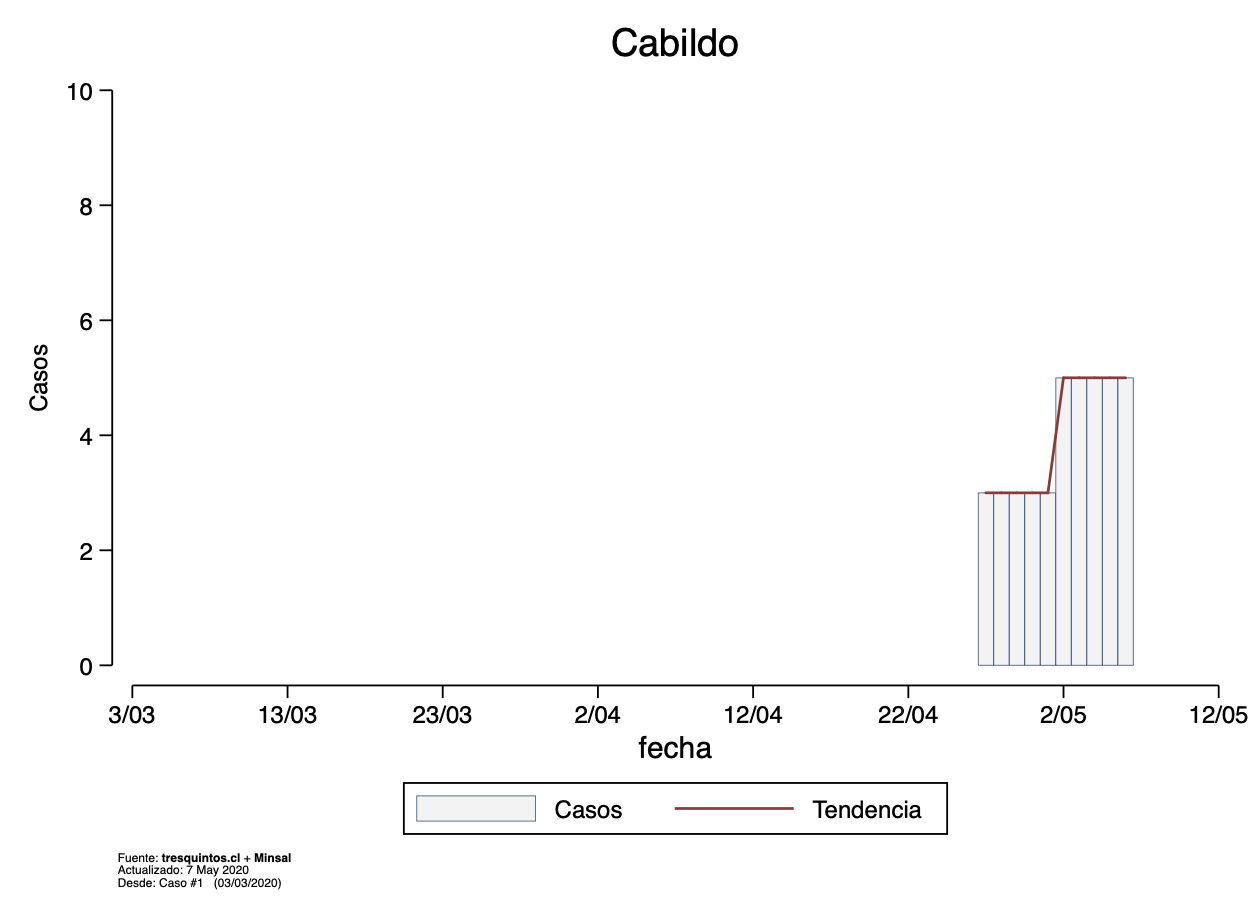 Cabildo
10
8
6
4
2
0
Casos
3/03 13/03 23/03 2/04 12/04 22/04 2/05 12/05
fecha
Casos Tendencia
Fuente: tresquintos.cl + Minsal
Actualizado: 7 May 2020
Desde: Caso #1 (03/03/2020)